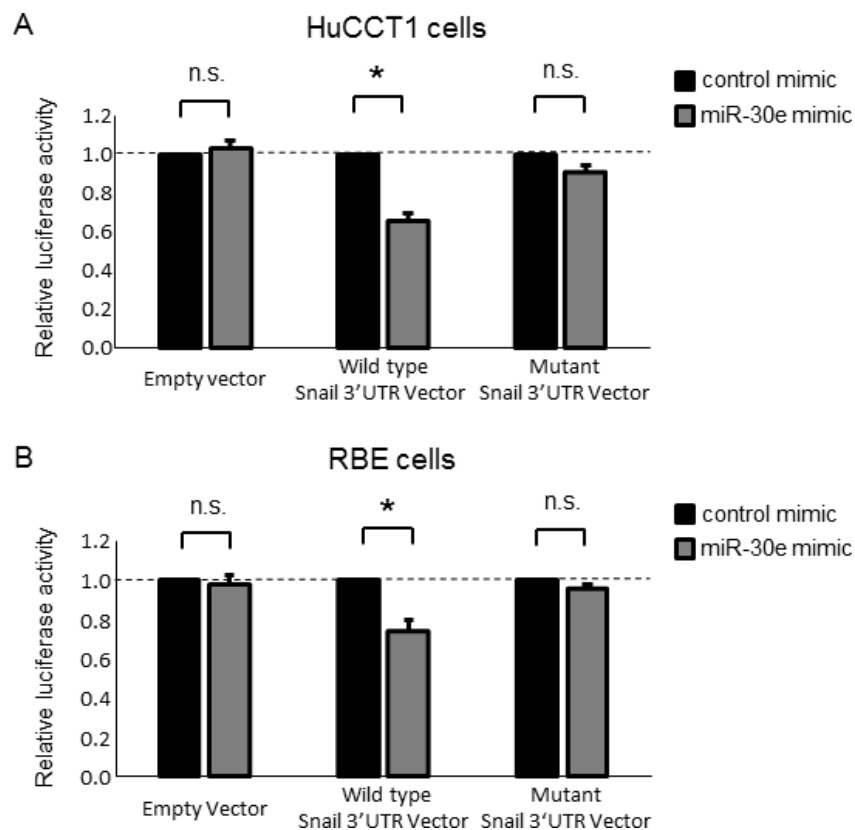 A
HuCCT1 cells
n.s.
*
n.s.
control mimic
miR-30e mimic
Relative luciferase activity
1.2
1.0
0.8
0.6
0.4
0.2
0.0
Empty vector
Wild type
Snail 3'UTR Vector
Mutant
Snail 3'UTR Vector
B
RBE cells
n.s.
*
n.s.
control mimic
miR-30e mimic
Relative luciferase activity
1.2
1.0
0.8
0.6
0.4
0.2
0.0
Empty Vector
Wild type
Snail 3'UTR Vector
Mutant
Snail 3'UTR Vector